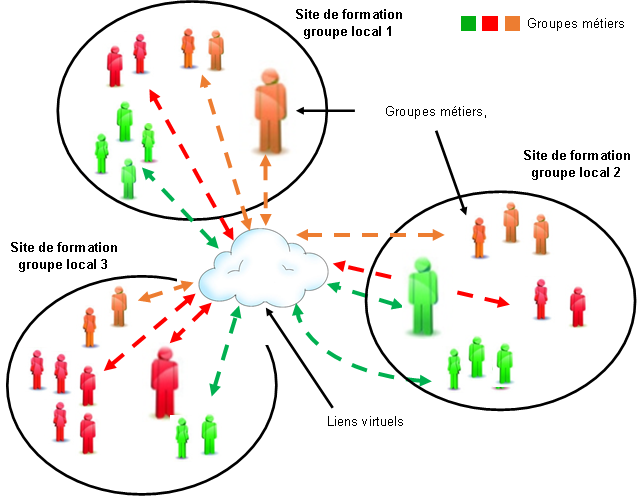 Site de formation
groupe local 1
Groupes métiers
Groupes métiers,
Site de formation
groupe local 2
Site de formation
groupe local 3
Liens virtuels